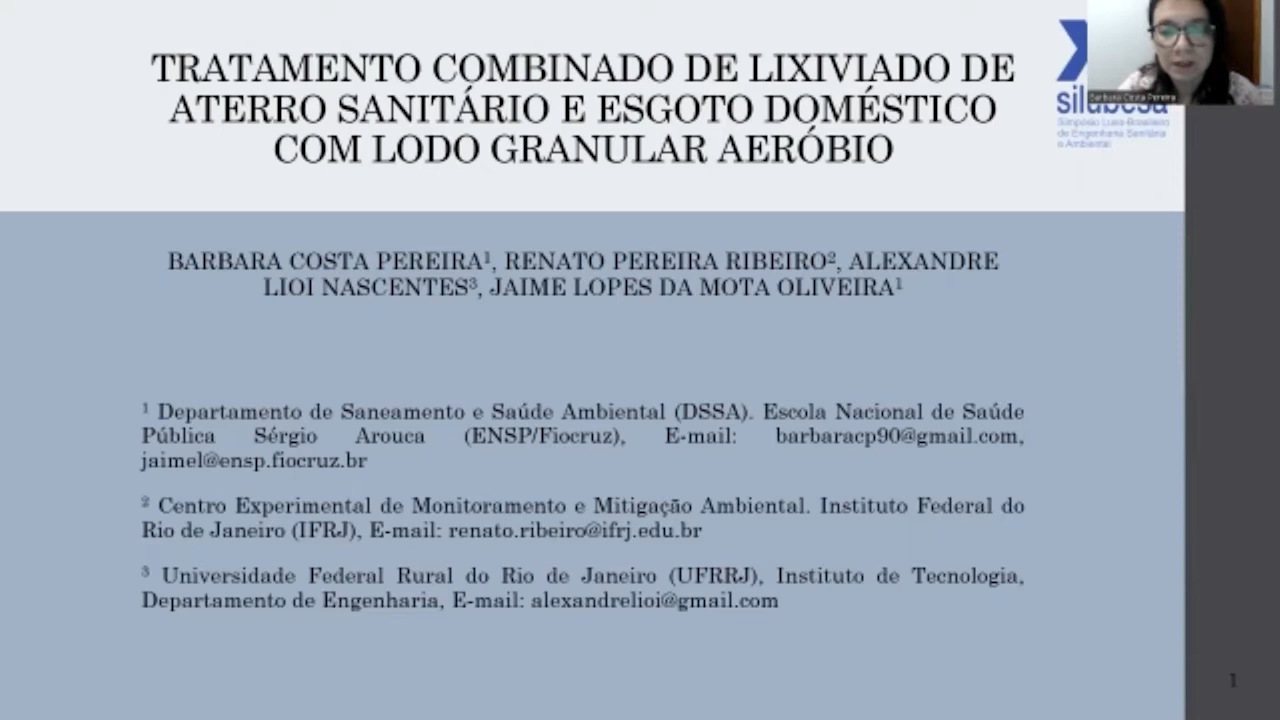 TRATAMENTO COMBINADO DE LIXIVIADO DE
ATERRO SANITÁRIO E ESGOTO DOMÉSTICO
COM LODO GRANULAR AERÓBIO
Barbara Costa Pereira
Simpósio Luso-Brasileiro
de Engenharia Sanitária
e Ambiental
BARBARA COSTA PEREIRA¹, RENATO PEREIRA RIBEIRO², ALEXANDRE
LIOI NASCENTES³, JAIME LOPES DA MOTA OLIVEIRA¹
¹ Departamento de Saneamento e Saúde Ambiental (DSSA). Escola Nacional de Saúde
Pública Sérgio Arouca (ENSP/Fiocruz), E-mail: barbaracp90@gmail.com,
jaimel@ensp.fiocruz.br
² Centro Experimental de Monitoramento e Mitigação Ambiental. Instituto Federal do
Rio de Janeiro (IFRJ), E-mail: renato.ribeiro@ifrj.edu.br
³ Universidade Federal Rural do Rio de Janeiro (UFRRJ), Instituto de Tecnologia,
Departamento de Engenharia, E-mail: alexandrelioi@gmail.com
1